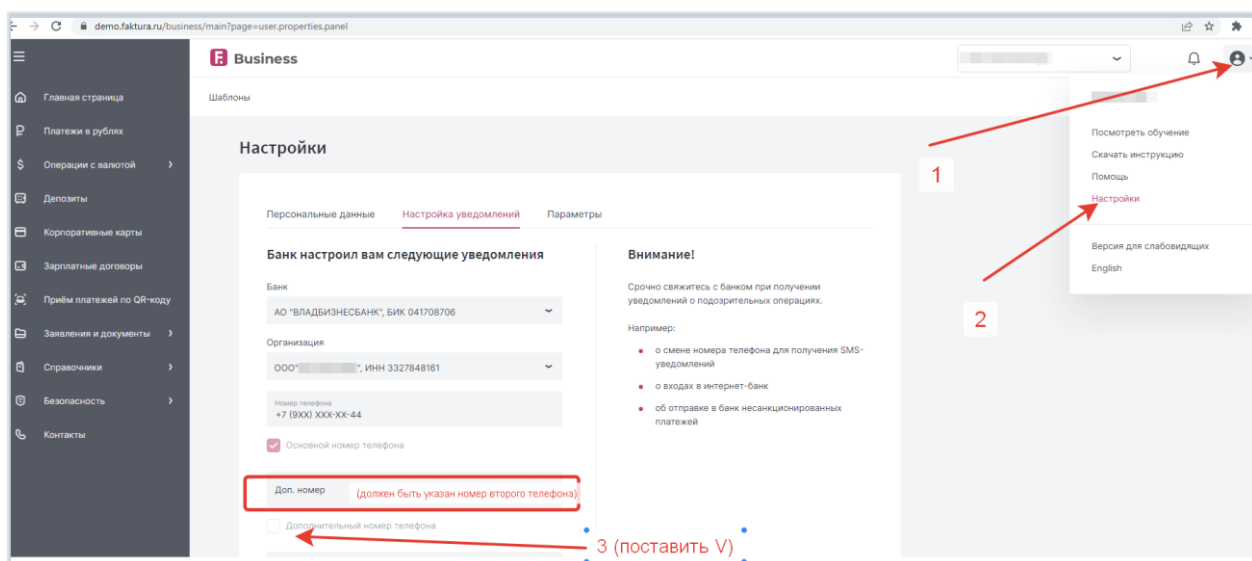 demo.faktura.ru/business/main?page=user.properties.panel
Business
Главная страница
Шаблоны
Платежи в рублях
Посмотреть обучение
Настройки
Операции с валютой
Скачать инструкцию
1
Помощь
Депозиты
Настройки
Персональные данные
Настройка уведомлений
Параметры
Корпоративные карты
Версия для слабовидящих
Банк настроил вам следующие уведомления
Внимание!
Зарплатные договоры
English
Банк
Срочно свяжитесь с банком при получении
уведомлений о подозрительных операциях.
Приём платежей по QR-коду
АО "ВЛАДБИЗНЕСБАНК", БИК 041708706
2
Например:
Заявления и документы
Организация
о смене номера телефона для получения SMS-
уведомлений
Справочники
ООО" ", ИНН 3327848161
о входах в интернет-банк
Безопасность
Номер телефона
+7 (9XX) XXX-XX-44
об отправке в банк несанкционированных
платежей
Контакты
Основной номер телефона
Доп. номер
(должен быть указан номер второго телефона)
Дополнительный номер телефона
3 (поставить V)